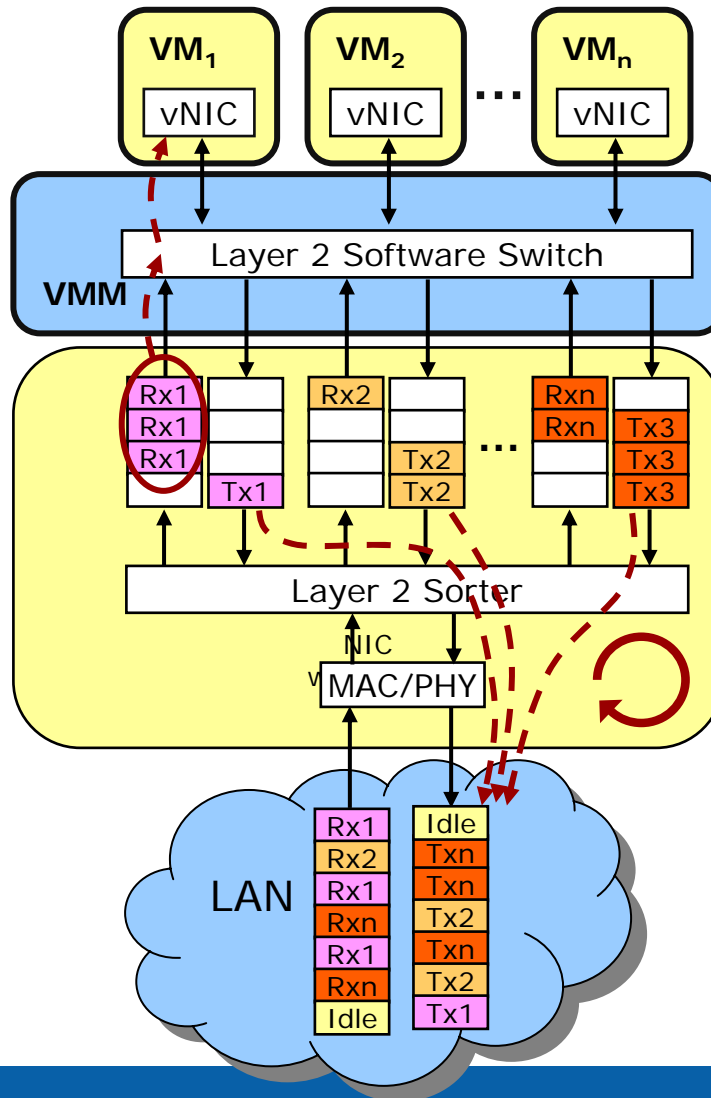 VM1 VM2 ... VMn
vNIC vNIC vNIC
Layer 2 Software Switch
VMM
Rx1 Rx2 Rxn
Rx1 Rxn Tx3
Rx1 Tx2 ... Tx3
Tx1 Tx2 Tx3
Layer 2 Sorter
NIC
MAC/PHY
LAN
Rx1 Idle
Rx2 Txn
Rx1 Txn
Rxn Tx2
Rx1 Txn
Rxn Tx2
Idle Tx1